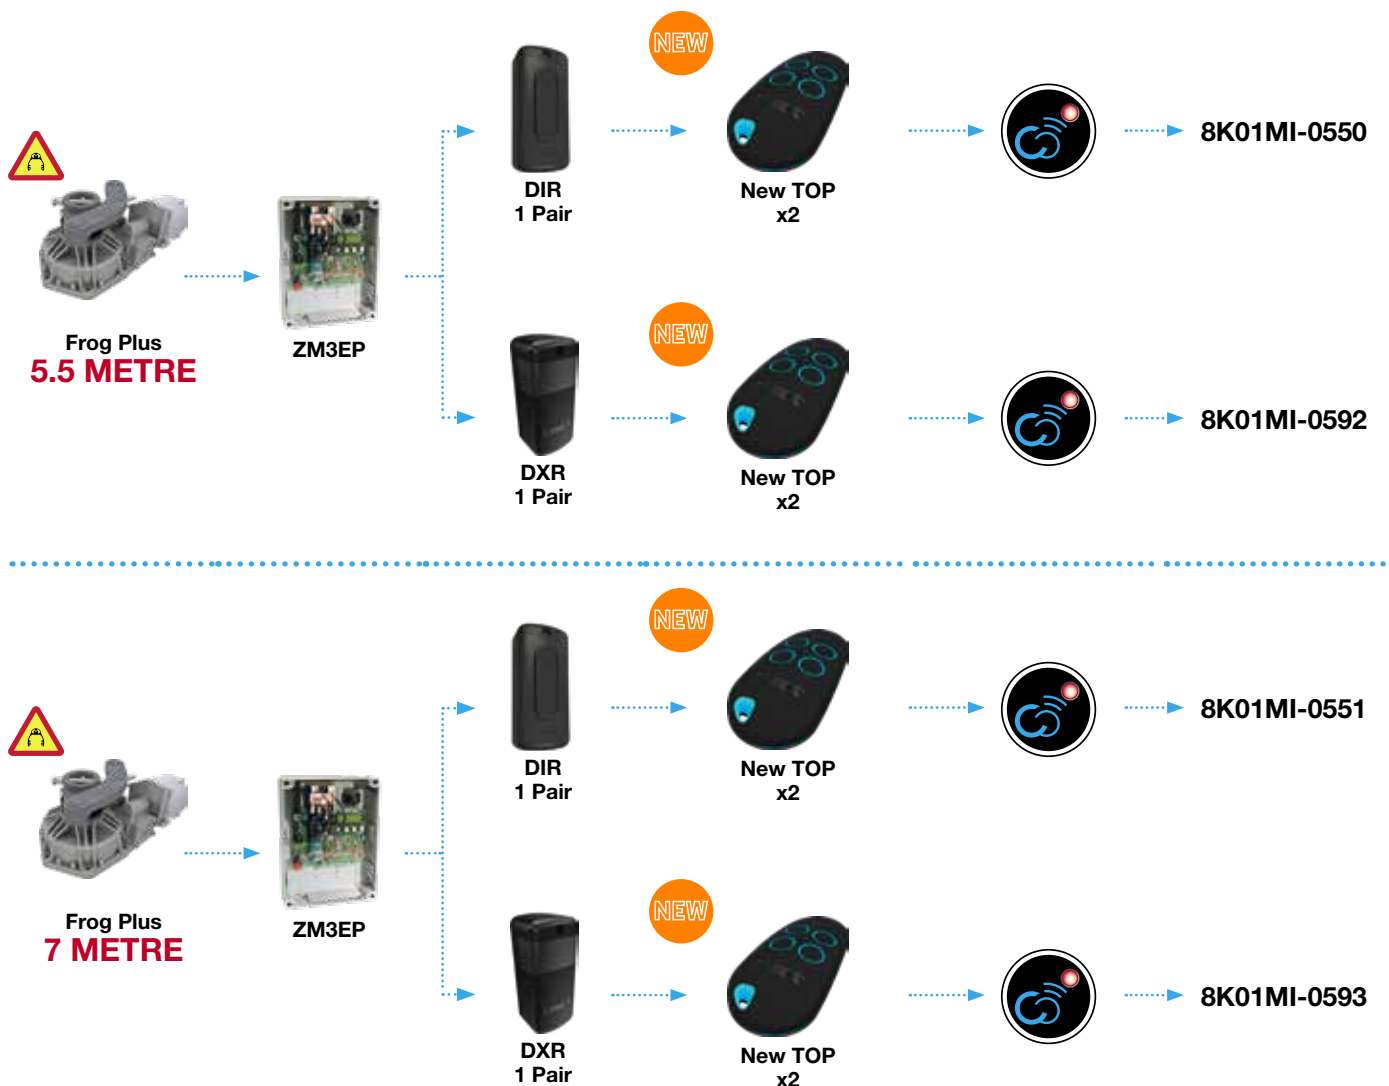 NEW
DIR
1 Pair
New TOP
x2
8K01MI-0550
Frog Plus
5.5 METRE
ZM3EP
NEW
DXR
1 Pair
New TOP
x2
8K01MI-0592
NEW
DIR
1 Pair
New TOP
x2
8K01MI-0551
Frog Plus
7 METRE
ZM3EP
NEW
DXR
1 Pair
New TOP
x2
8K01MI-0593